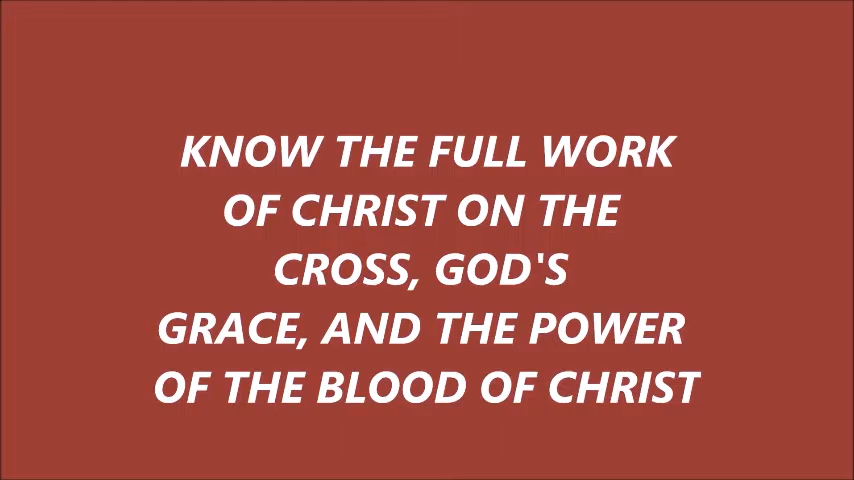 KNOW THE FULL WORK
OF CHRIST ON THE
CROSS, GOD'S
GRACE, AND THE POWER
OF THE BLOOD OF CHRIST